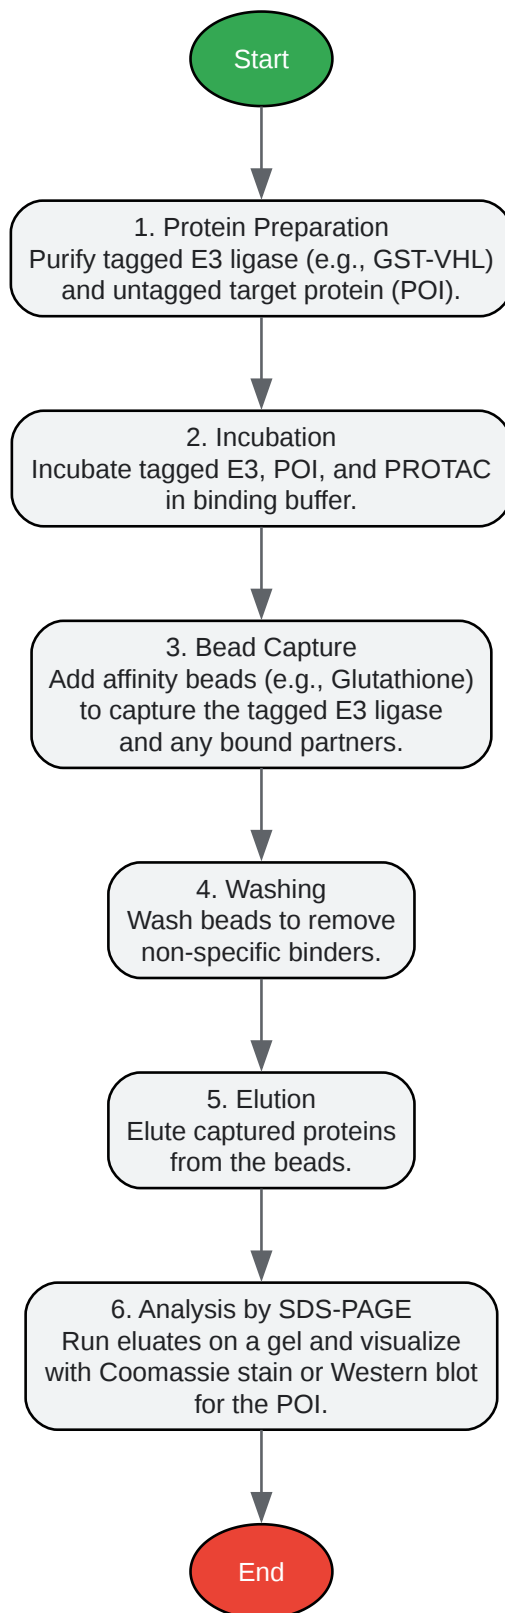 Start
1. Protein Preparation
Purify tagged E3 ligase (e.g., GST-VHL)
and untagged target protein (POI).
2. Incubation
Incubate tagged E3, POI, and PROTAC
in binding buffer.
3. Bead Capture
Add affinity beads (e.g., Glutathione)
to capture the tagged E3 ligase
and any bound partners.
4. Washing
Wash beads to remove
non-specific binders.
5. Elution
Elute captured proteins
from the beads.
6. Analysis by SDS-PAGE
Run eluates on a gel and visualize
with Coomassie stain or Western blot
for the POI.
End